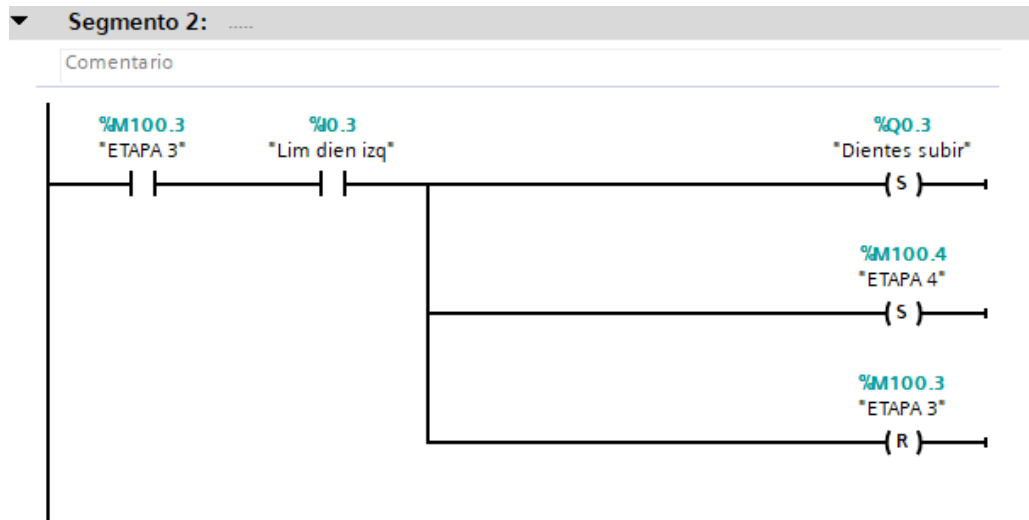 Segmento 2: .....
Comentario
%M100.3 %I0.3 %Q0.3
"ETAPA 3" "Lim dien izq" "Dientes subir"
( S )
%M100.4
"ETAPA 4"
( S )
%M100.3
"ETAPA 3"
( R )